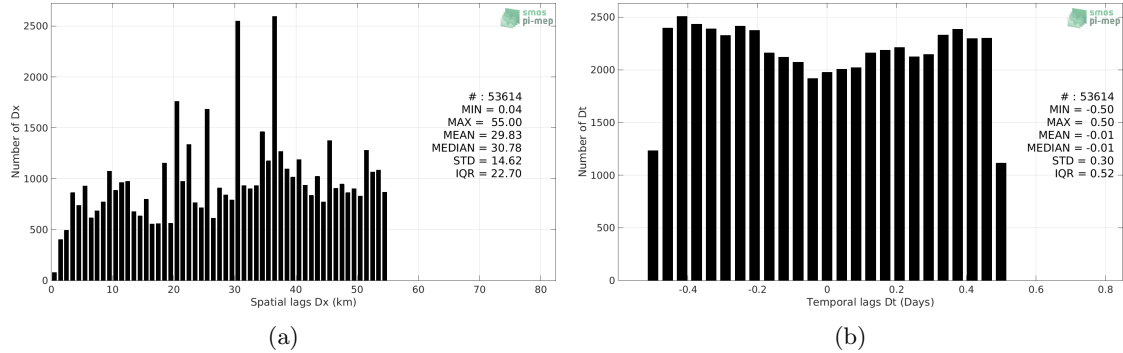 smos
pi-mep
Number of Dx
2500
2000
1500
1000
500
0
# : 53614
MIN = 0.04
MAX = 55.00
MEAN = 29.83
MEDIAN = 30.78
STD = 14.62
IQR = 22.70
0 10 20 30 40 50 60 70 80
Spatial lags Dx (km)
(a)
smos
pi-mep
Number of Dt
2500
2000
1500
1000
500
0
# : 53614
MIN = -0.50
MAX = 0.50
MEAN = -0.01
MEDIAN = -0.01
STD = 0.30
IQR = 0.52
-0.4 -0.2 0 0.2 0.4 0.6 0.8
Temporal lags Dt (Days)
(b)